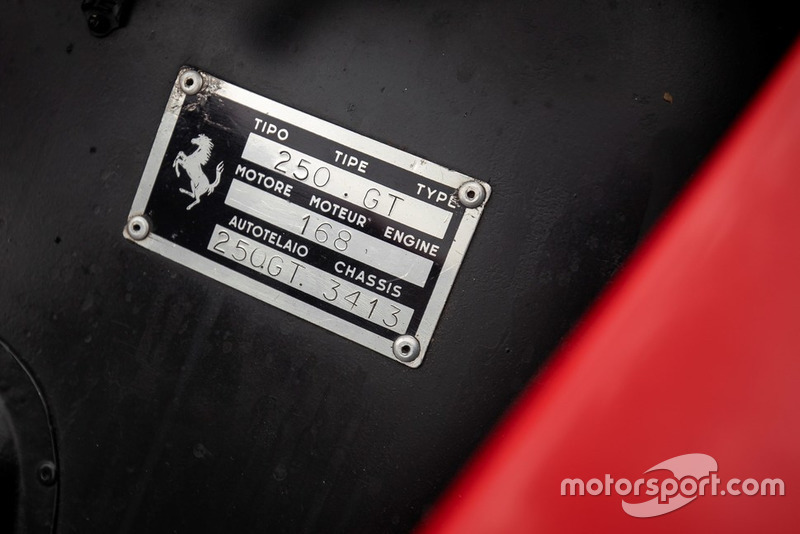 TIPO TIPE TYPE
250.GT
MOTORE MOTEUR ENGINE
168
AUTOTELAIO CHASSIS
250GT. 3413
motorsport.com